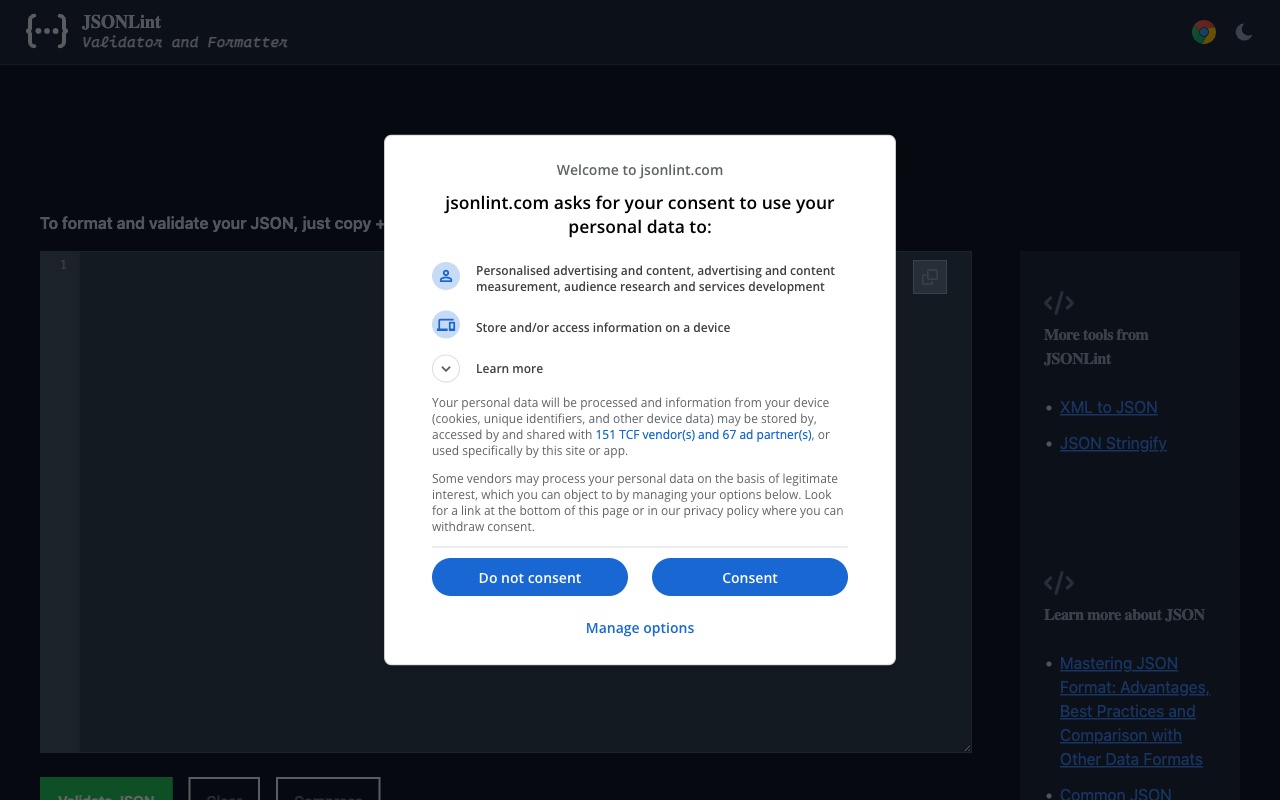 {···} JSONLint
Validator and Formatter
Welcome to jsonlint.com
jsonlint.com asks for your consent to use your
personal data to:
Personalised advertising and content, advertising and content
measurement, audience research and services development
Store and/or access information on a device
Learn more
Your personal data will be processed and information from your device
(cookies, unique identifiers, and other device data) may be stored by,
accessed by and shared with 151 TCF vendor(s) and 67 ad partner(s), or
used specifically by this site or app.
Some vendors may process your personal data on the basis of legitimate
interest, which you can object to by managing your options below. Look
for a link at the bottom of this page or in our privacy policy where you can
withdraw consent.
Do not consent
Consent
Manage options
To format and validate your JSON, just copy +
1
</>
More tools from
JSONLint
• XML to JSON
• JSON Stringify
</>
Learn more about JSON
• Mastering JSON
Format: Advantages,
Best Practices and
Comparison with
Other Data Formats
• Common JSON
Validate JSON
Clear
Compress